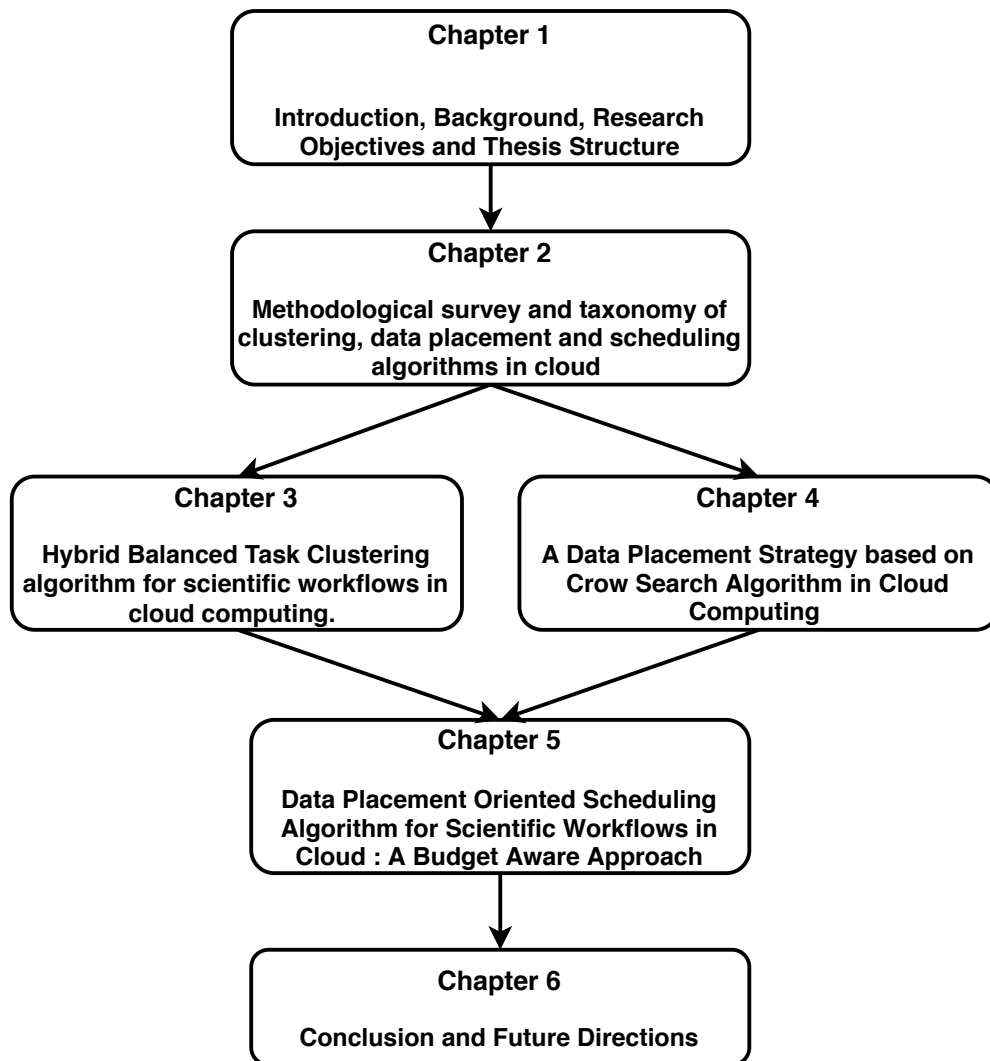 Chapter 1
Introduction, Background, Research
Objectives and Thesis Structure
Chapter 2
Methodological survey and taxonomy of
clustering, data placement and scheduling
algorithms in cloud
Chapter 3
Hybrid Balanced Task Clustering
algorithm for scientific workflows in
cloud computing.
Chapter 4
A Data Placement Strategy based on
Crow Search Algorithm in Cloud
Computing
Chapter 5
Data Placement Oriented Scheduling
Algorithm for Scientific Workflows in
Cloud : A Budget Aware Approach
Chapter 6
Conclusion and Future Directions